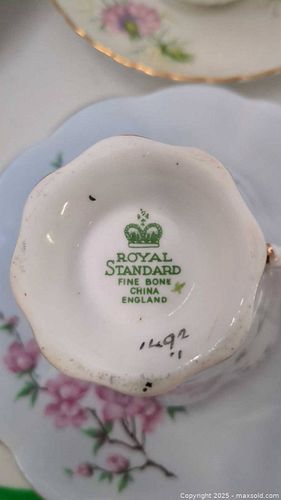 ROYAL
STANDARD
FINE BONE
CHINA
ENGLAND
1492
Copyright © 2025 - maxsold.com